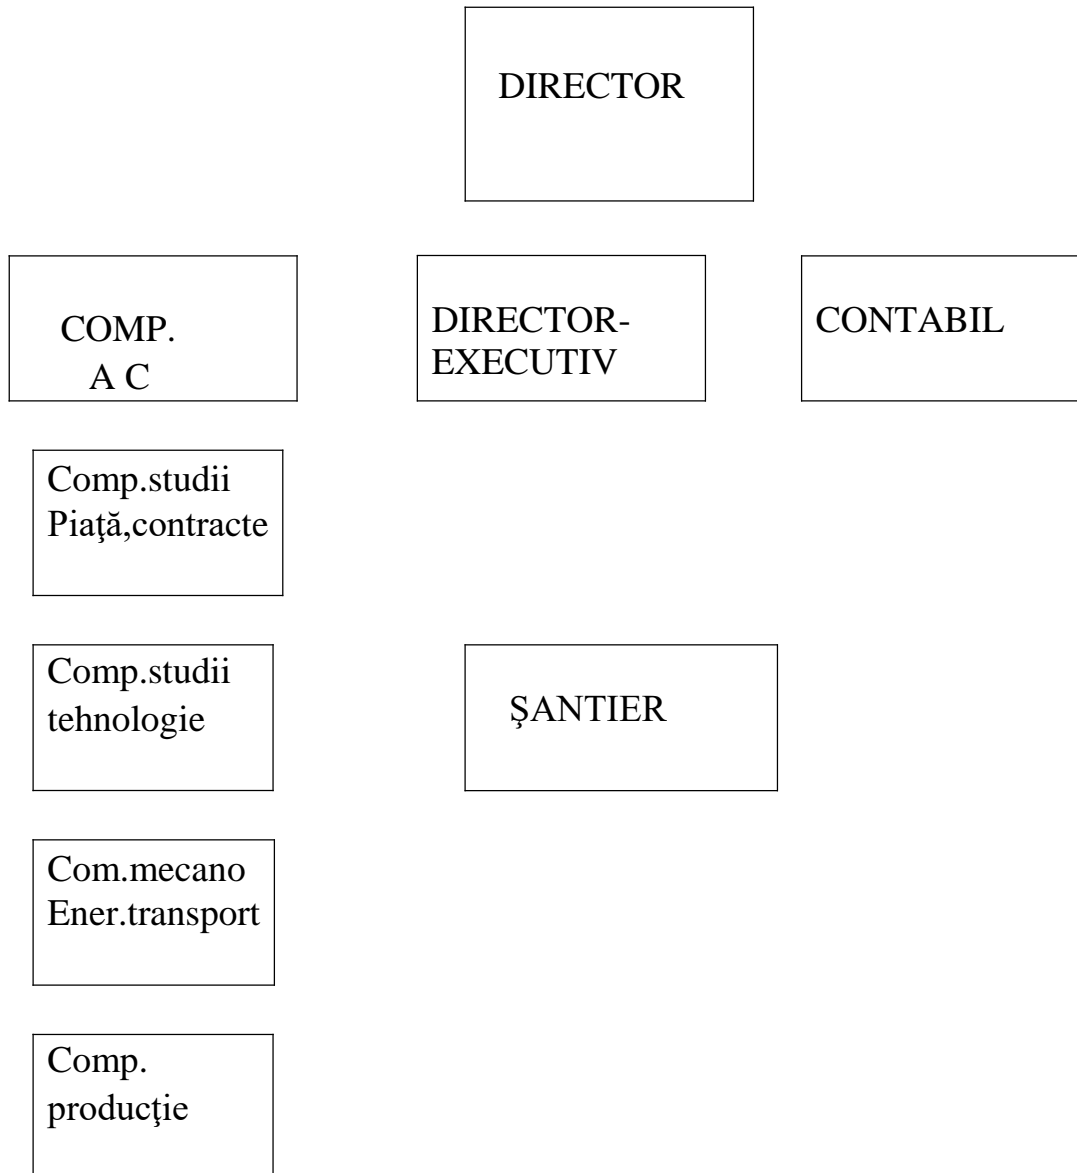 DIRECTOR
COMP.
A C
DIRECTOR-
EXECUTIV
CONTABIL
Comp.studii
Piaţă,contracte
Comp.studii
tehnologie
ŞANTIER
Com.mecano
Ener.transport
Comp.
producţie